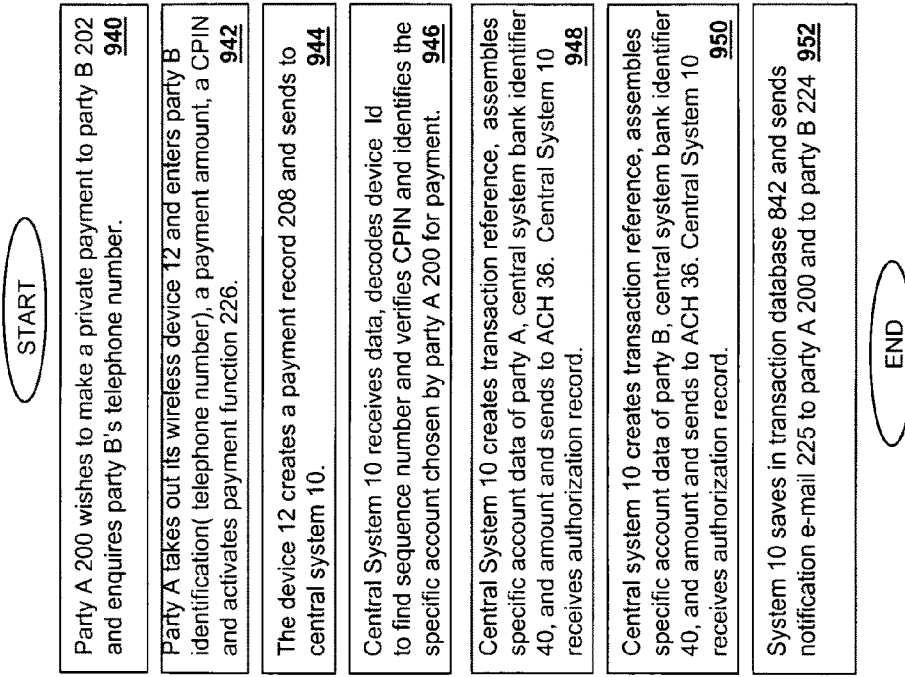 START
Party A 200 wishes to make a private payment to party B 202
and enquires party B's telephone number.
940
Party A takes out its wireless device 12 and enters party B
identification( telephone number), a payment amount, a CPIN
and activates payment function 226.
942
The device 12 creates a payment record 208 and sends to
central system 10.
944
Central System 10 receives data, decodes device Id
to find sequence number and verifies CPIN and identifies the
specific account chosen by party A 200 for payment.
946
Central System 10 creates transaction reference, assembles
specific account data of party A, central system bank identifier
40, and amount and sends to ACH 36. Central System 10
receives authorization record.
948
Central system 10 creates transaction reference, assembles
specific account data of party B, central system bank identifier
40, and amount and sends to ACH 36. Central System 10
receives authorization record.
950
System 10 saves in transaction database 842 and sends
notification e-mail 225 to party A 200 and to party B 224
952
END